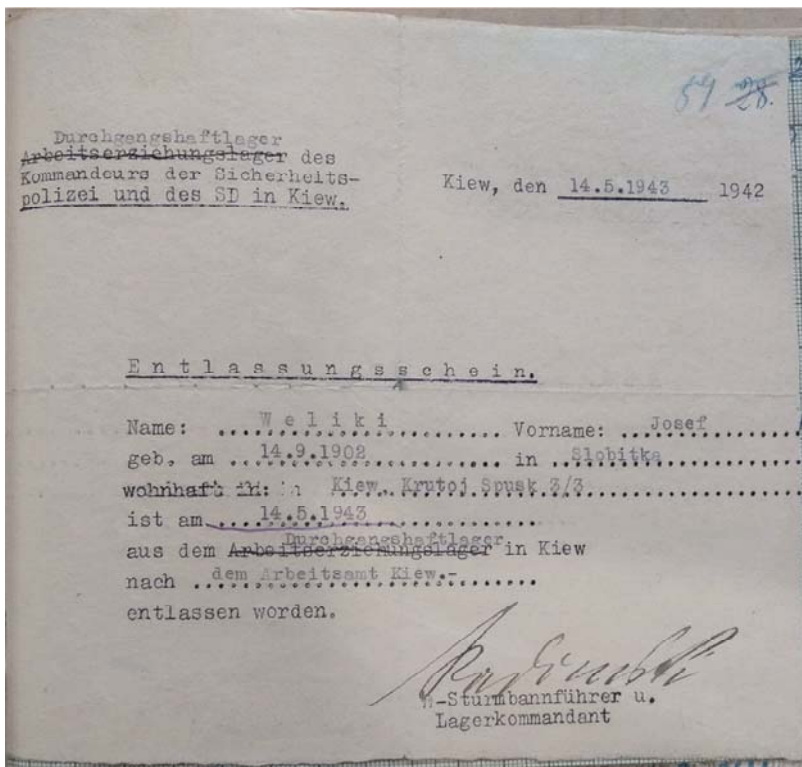 57 28.
Durchgangshaftlager
Arbeitserziehungslager des
Kommandeurs der Sicherheits-
polizei und des SD in Kiew.
Kiew, den 14.5.1943 1942
Entlassungsschein.
Name: Weliki Vorname: Josef
geb. am 14.9.1902 in Slobitka
wohnhaft in: Kiew, Krutoj Spusk 3/3
ist am 14.5.1943
Durchgangshaftlager
aus dem Arbeitserziehungslager in Kiew
nach dem Arbeitsamt Kiew.-
entlassen worden.
ᛋᛋ-Sturmbannführer u.
Lagerkommandant